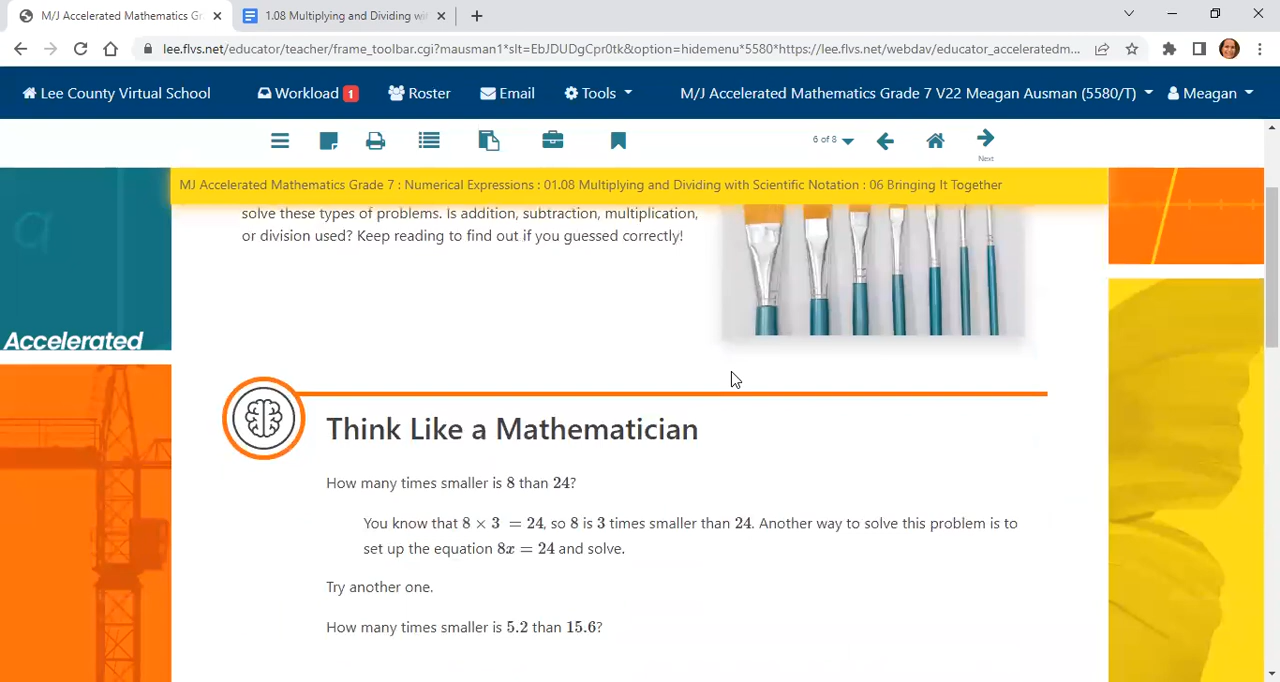 M/J Accelerated Mathematics Gr
1.08 Multiplying and Dividing wi
lee.flvs.net/educator/teacher/frame_toolbar.cgi?mausman1*slt=EbJDUDgCpr0tk&option=hidemenu*5580*https://lee.flvs.net/webdav/educator_acceleratedm...
Lee County Virtual School Workload 1 Roster Email Tools M/J Accelerated Mathematics Grade 7 V22 Meagan Ausman (5580/T) Meagan
6 of 8
Next
MJ Accelerated Mathematics Grade 7 : Numerical Expressions : 01.08 Multiplying and Dividing with Scientific Notation : 06 Bringing It Together
solve these types of problems. Is addition, subtraction, multiplication,
or division used? Keep reading to find out if you guessed correctly!
Accelerated
Think Like a Mathematician
How many times smaller is 8 than 24?
You know that 8 × 3 = 24, so 8 is 3 times smaller than 24. Another way to solve this problem is to
set up the equation 8x = 24 and solve.
Try another one.
How many times smaller is 5.2 than 15.6?